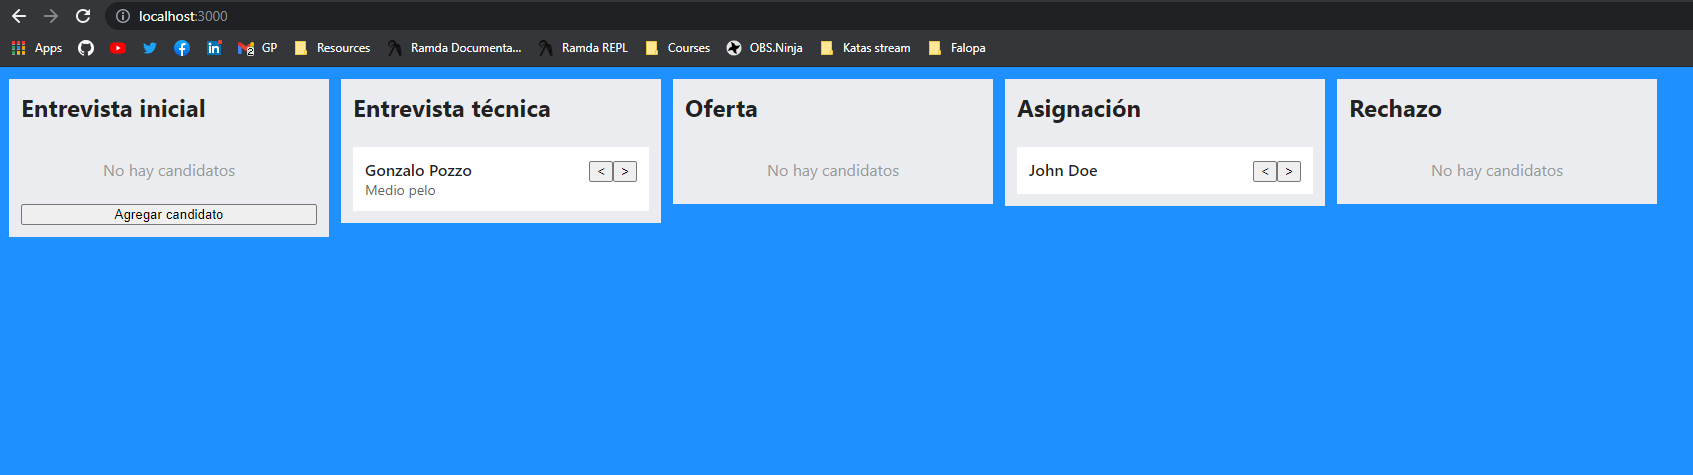 localhost:3000
Apps GP Resources Ramda Documenta... Ramda REPL Courses OBS.Ninja Katas stream Falopa
Entrevista inicial
No hay candidatos
Agregar candidato
Entrevista técnica
Gonzalo Pozzo < >
Medio pelo
Oferta
No hay candidatos
Asignación
John Doe < >
Rechazo
No hay candidatos